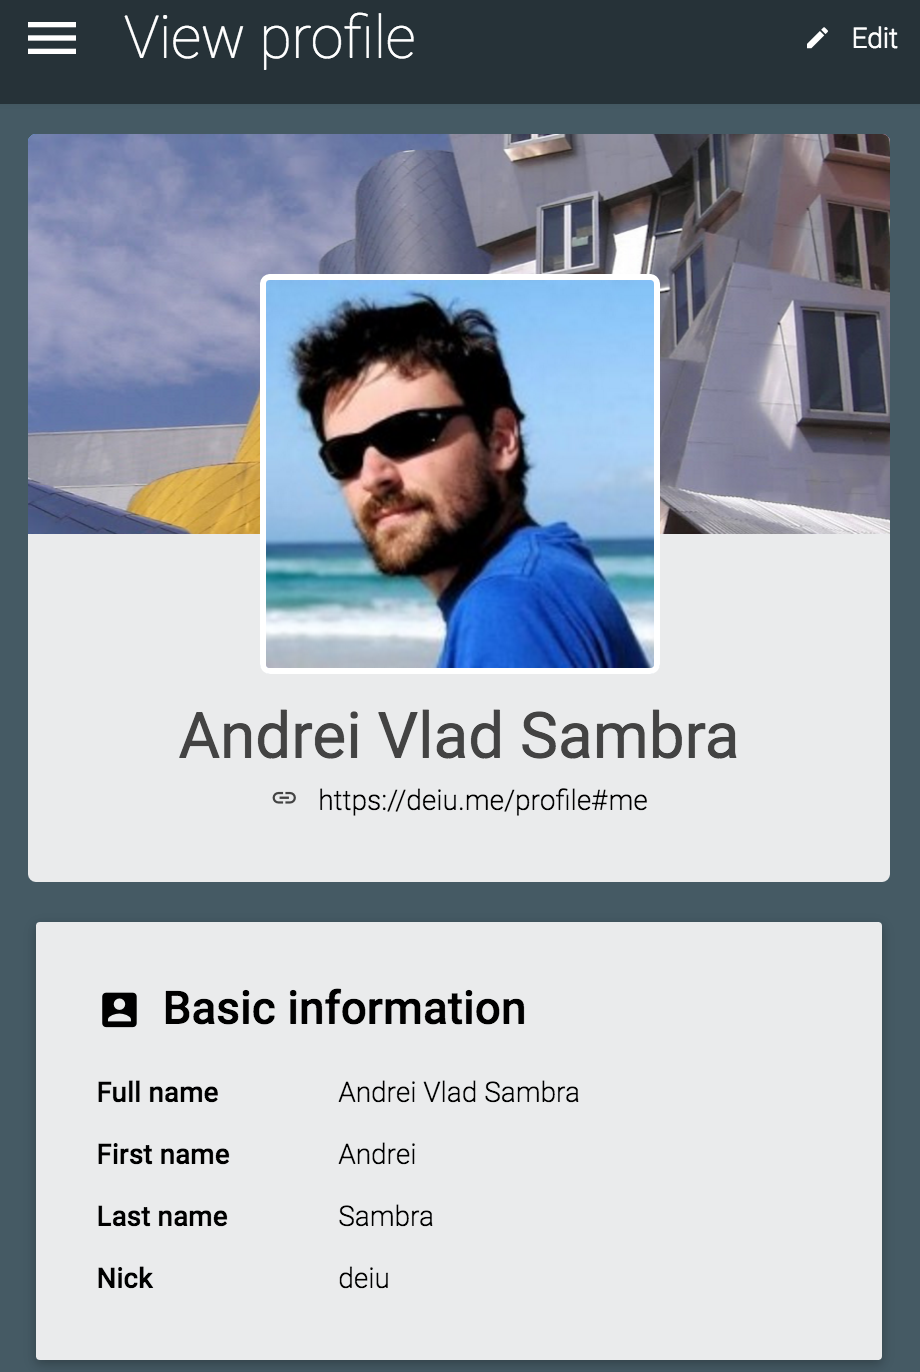 View profile
Edit
Andrei Vlad Sambra
https://deiu.me/profile#me
Basic information
Full name Andrei Vlad Sambra
First name Andrei
Last name Sambra
Nick deiu